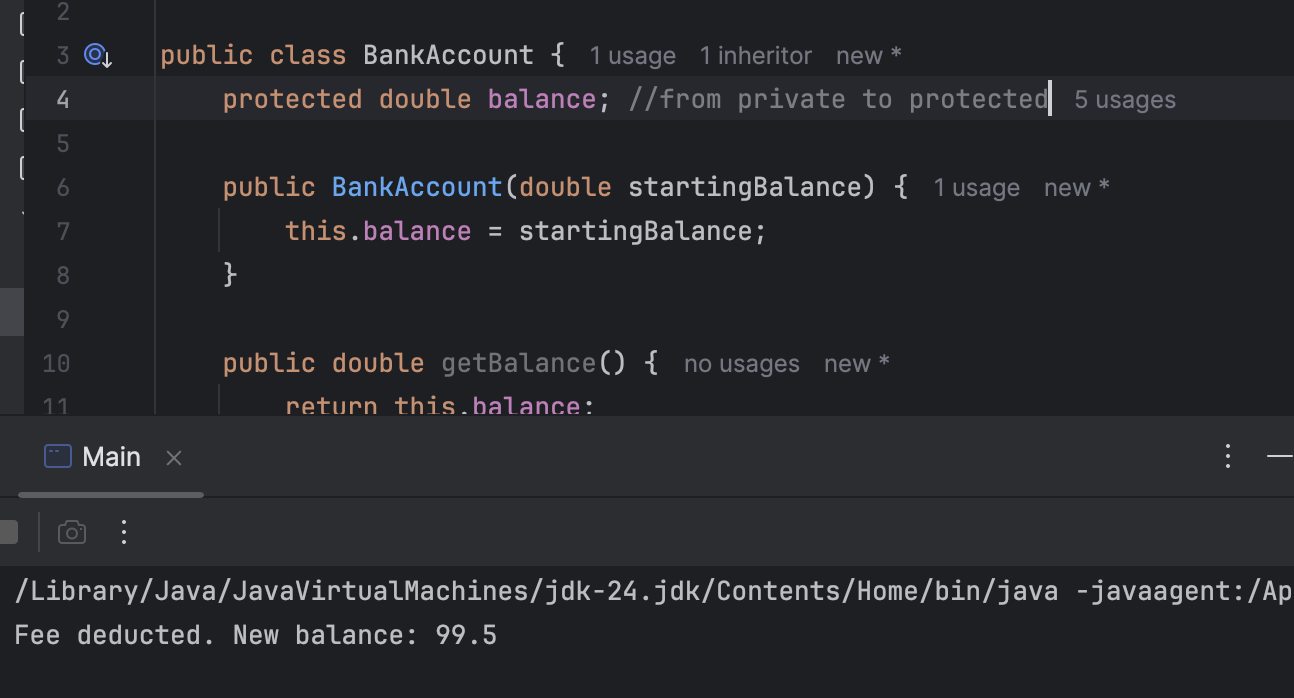 2
3 public class BankAccount { 1 usage 1 inheritor new *
4 protected double balance; //from private to protected 5 usages
5
6 public BankAccount(double startingBalance) { 1 usage new *
7 this.balance = startingBalance;
8 }
9
10 public double getBalance() { no usages new *
11 return this.balance;
Main
/Library/Java/JavaVirtualMachines/jdk-24.jdk/Contents/Home/bin/java -javaagent:/Ap
Fee deducted. New balance: 99.5